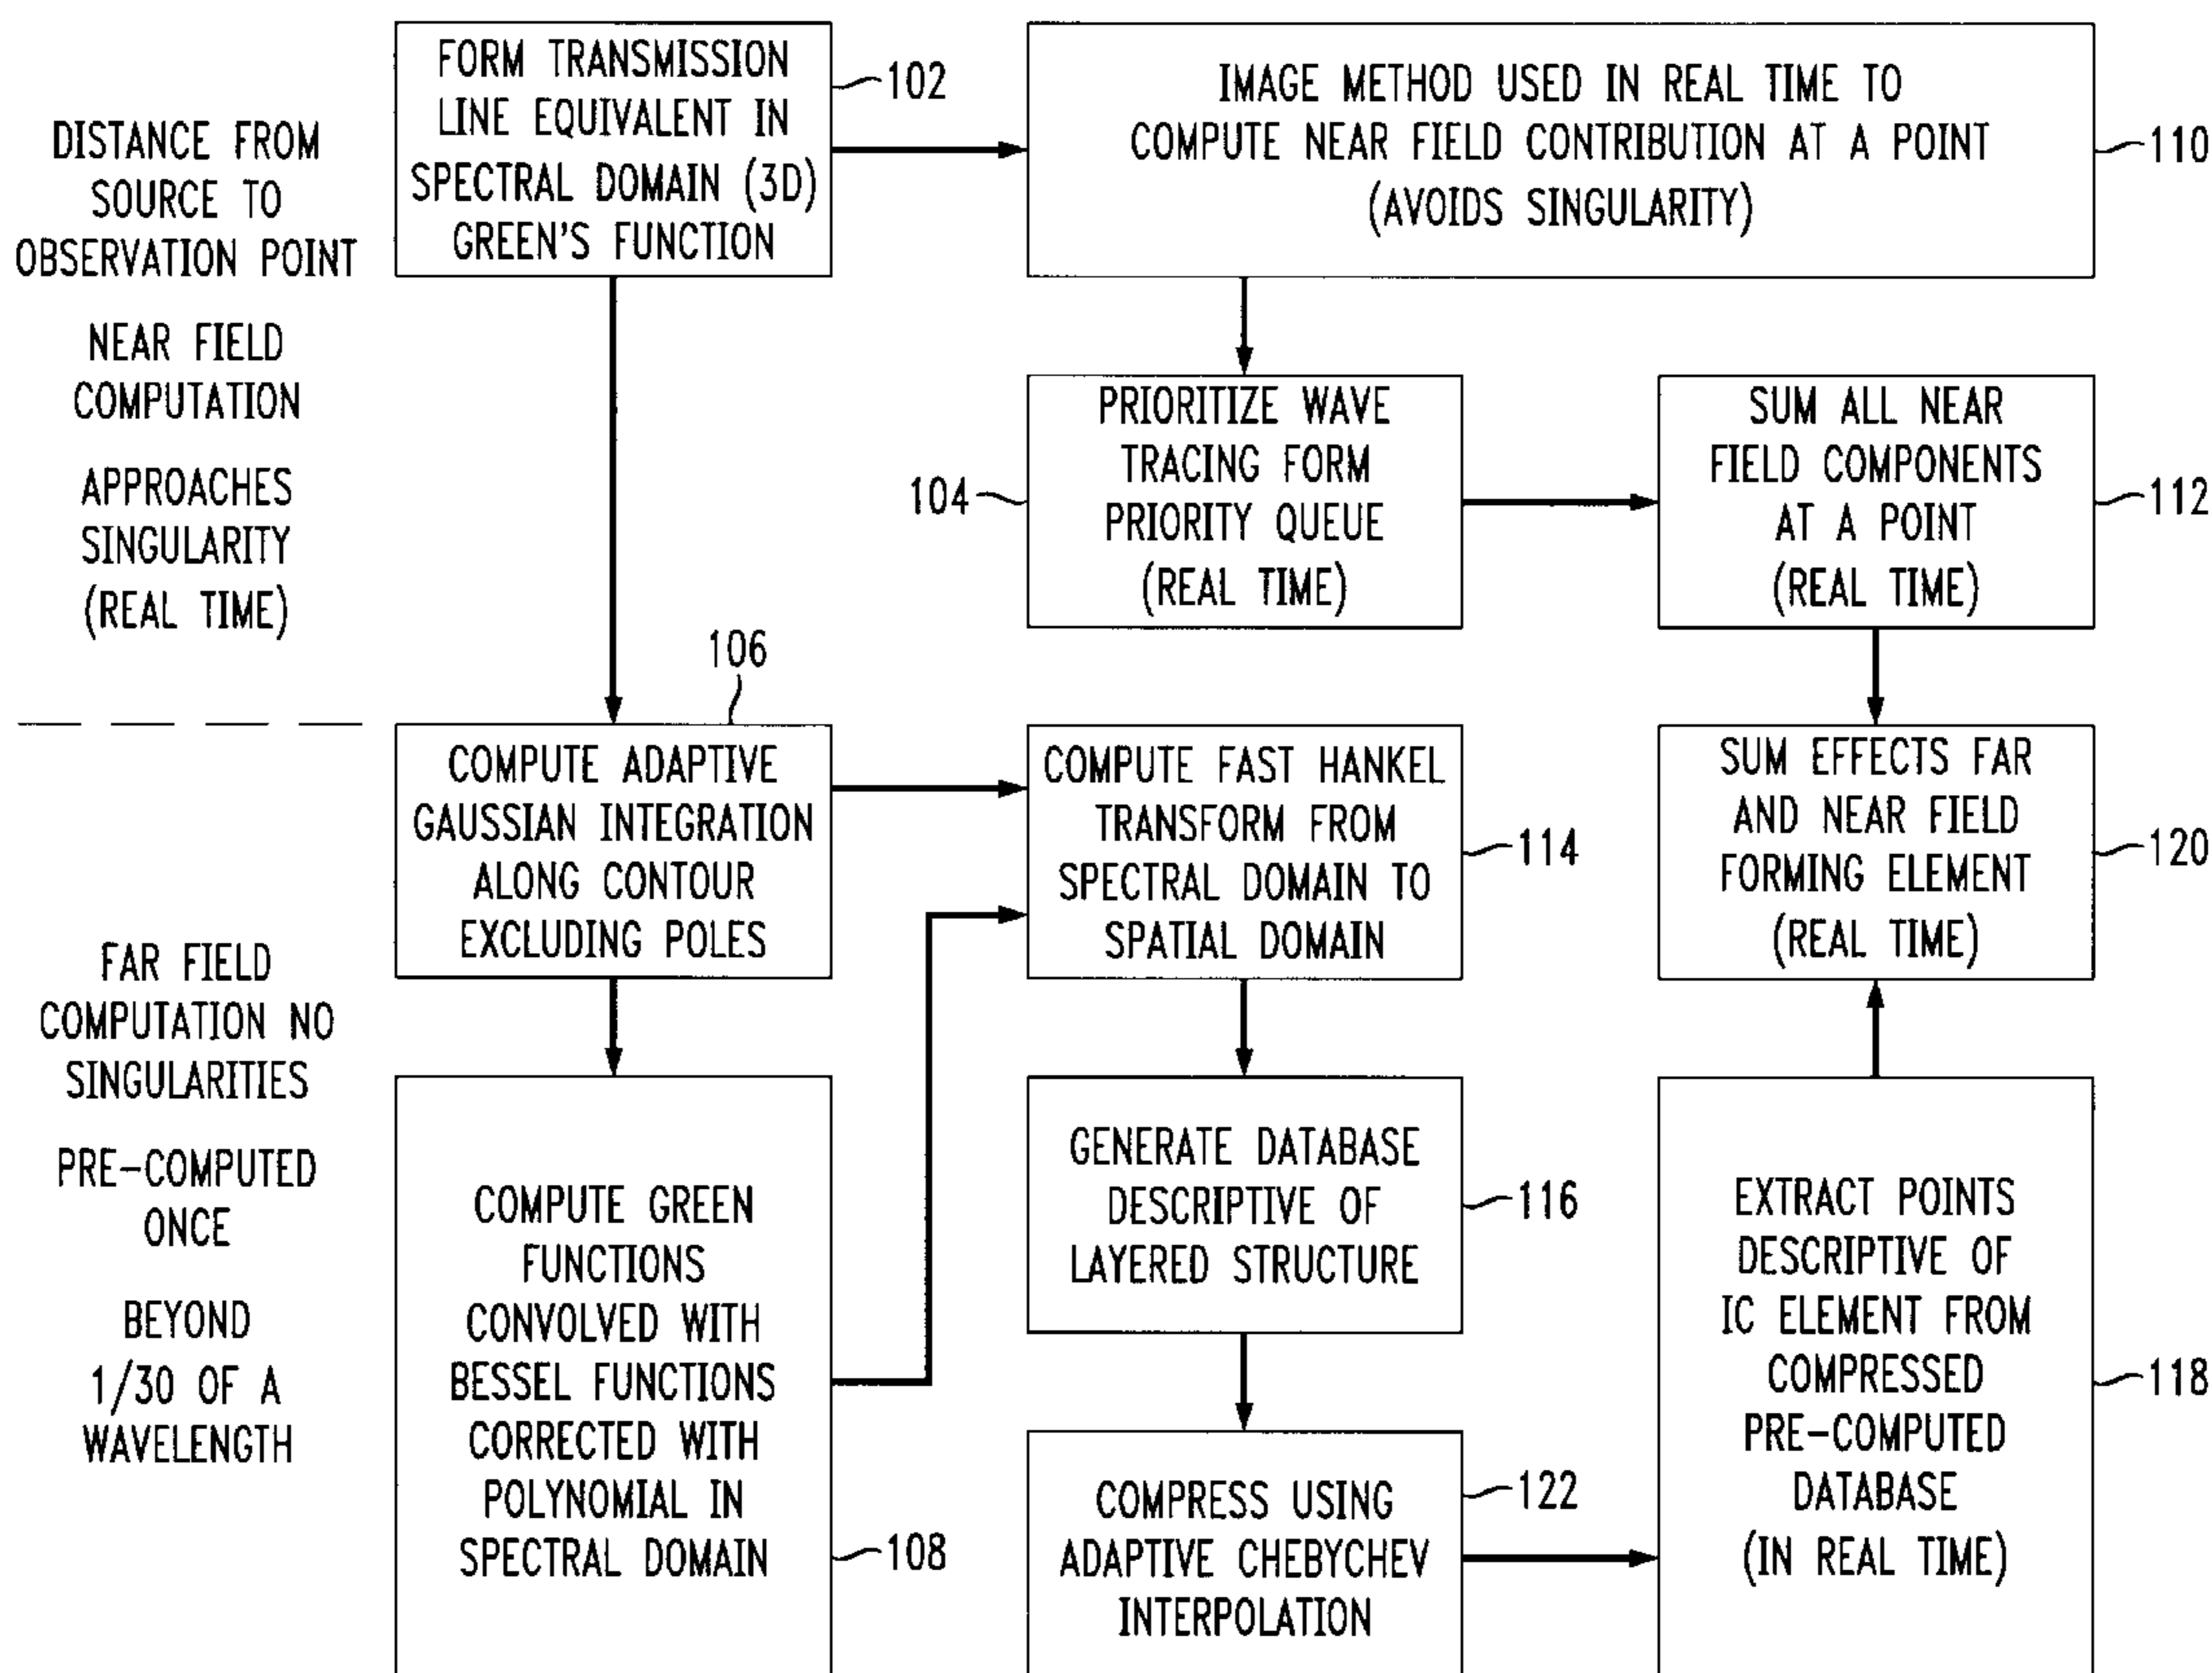 DISTANCE FROM
SOURCE TO
OBSERVATION POINT
NEAR FIELD
COMPUTATION
APPROACHES
SINGULARITY
(REAL TIME)
FAR FIELD
COMPUTATION NO
SINGULARITIES
PRE-COMPUTED
ONCE
BEYOND
1/30 OF A
WAVELENGTH
FORM TRANSMISSION
LINE EQUIVALENT IN
SPECTRAL DOMAIN (3D)
GREEN'S FUNCTION
102
IMAGE METHOD USED IN REAL TIME TO
COMPUTE NEAR FIELD CONTRIBUTION AT A POINT
(AVOIDS SINGULARITY)
110
PRIORITIZE WAVE
TRACING FORM
PRIORITY QUEUE
(REAL TIME)
104
SUM ALL NEAR
FIELD COMPONENTS
AT A POINT
(REAL TIME)
112
106
COMPUTE ADAPTIVE
GAUSSIAN INTEGRATION
ALONG CONTOUR
EXCLUDING POLES
COMPUTE FAST HANKEL
TRANSFORM FROM
SPECTRAL DOMAIN TO
SPATIAL DOMAIN
114
SUM EFFECTS FAR
AND NEAR FIELD
FORMING ELEMENT
(REAL TIME)
120
COMPUTE GREEN
FUNCTIONS
CONVOLVED WITH
BESSEL FUNCTIONS
CORRECTED WITH
POLYNOMIAL IN
SPECTRAL DOMAIN
108
GENERATE DATABASE
DESCRIPTIVE OF
LAYERED STRUCTURE
116
COMPRESS USING
ADAPTIVE CHEBYCHEV
INTERPOLATION
122
EXTRACT POINTS
DESCRIPTIVE OF
IC ELEMENT FROM
COMPRESSED
PRE-COMPUTED
DATABASE
(IN REAL TIME)
118